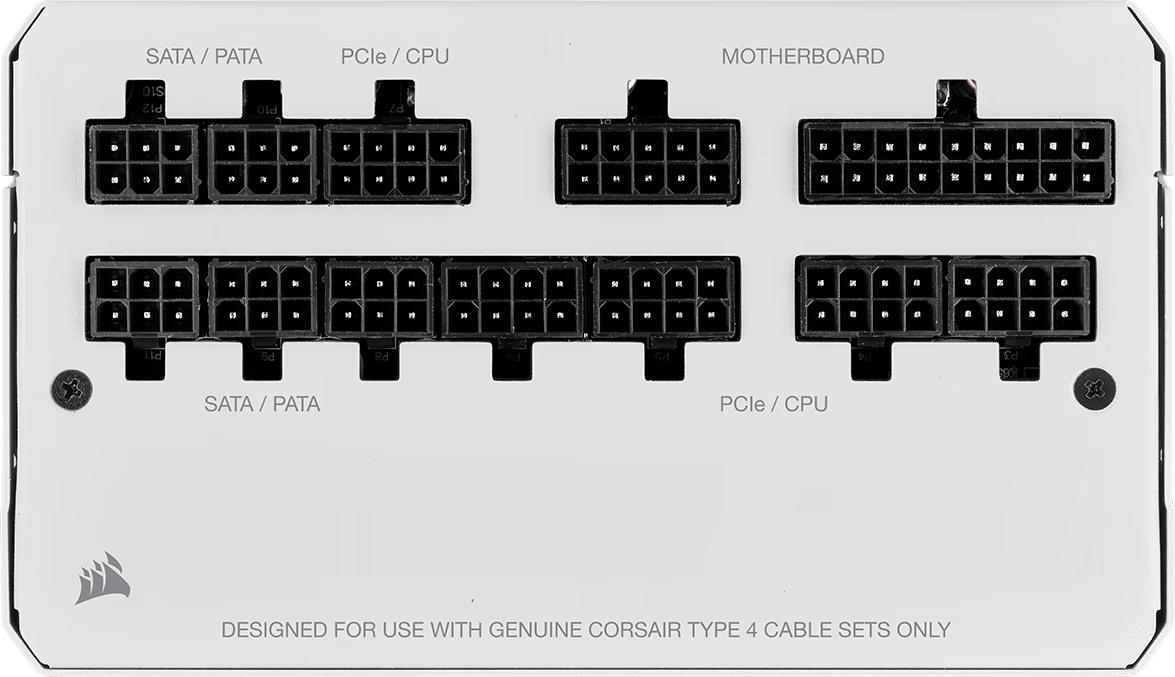 SATA / PATA
PCIe / CPU
MOTHERBOARD
S10
P12
P10
P7
P1
P11
P9
P8
P6
P5
P4
P3
SATA / PATA
PCIe / CPU
DESIGNED FOR USE WITH GENUINE CORSAIR TYPE 4 CABLE SETS ONLY